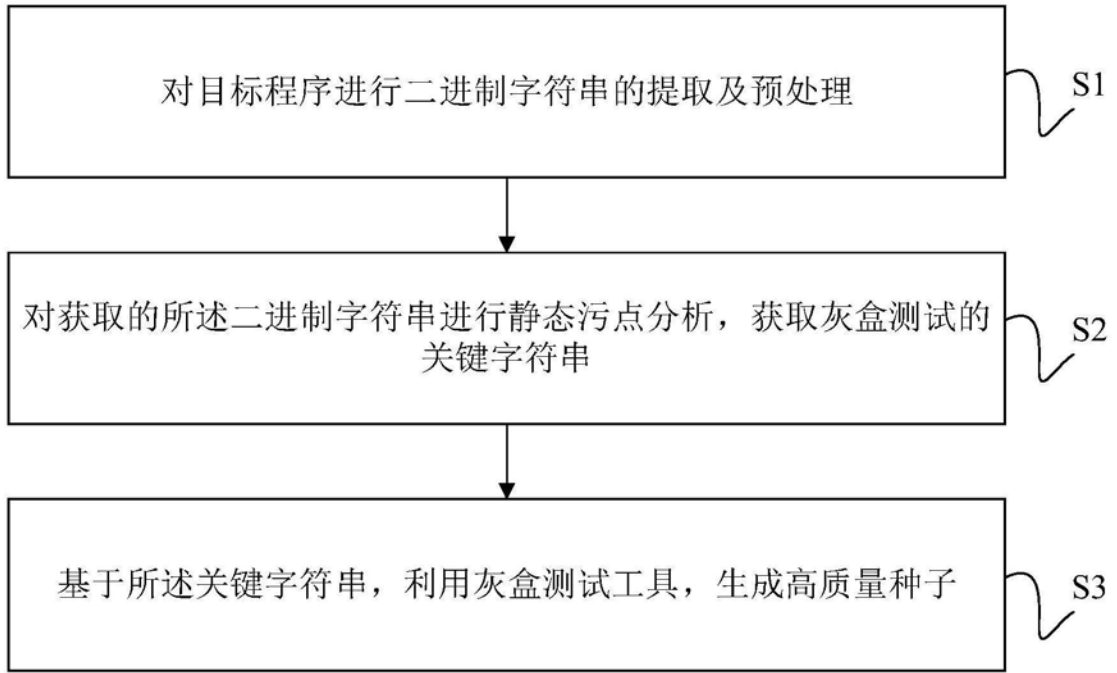 对目标程序进行二进制字符串的提取及预处理
S1
对获取的所述二进制字符串进行静态污点分析，获取灰盒测试的
关键字符串
S2
基于所述关键字符串，利用灰盒测试工具，生成高质量种子
S3